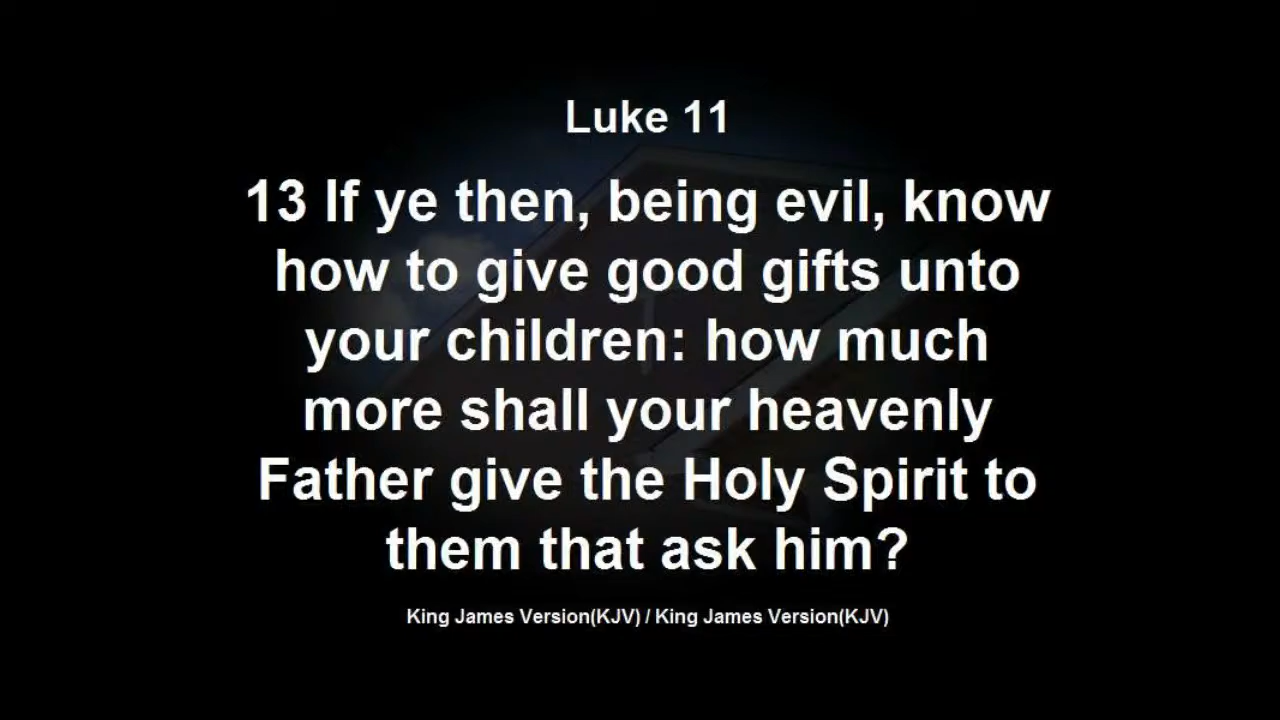 Luke 11
13 If ye then, being evil, know
how to give good gifts unto
your children: how much
more shall your heavenly
Father give the Holy Spirit to
them that ask him?
King James Version(KJV) / King James Version(KJV)